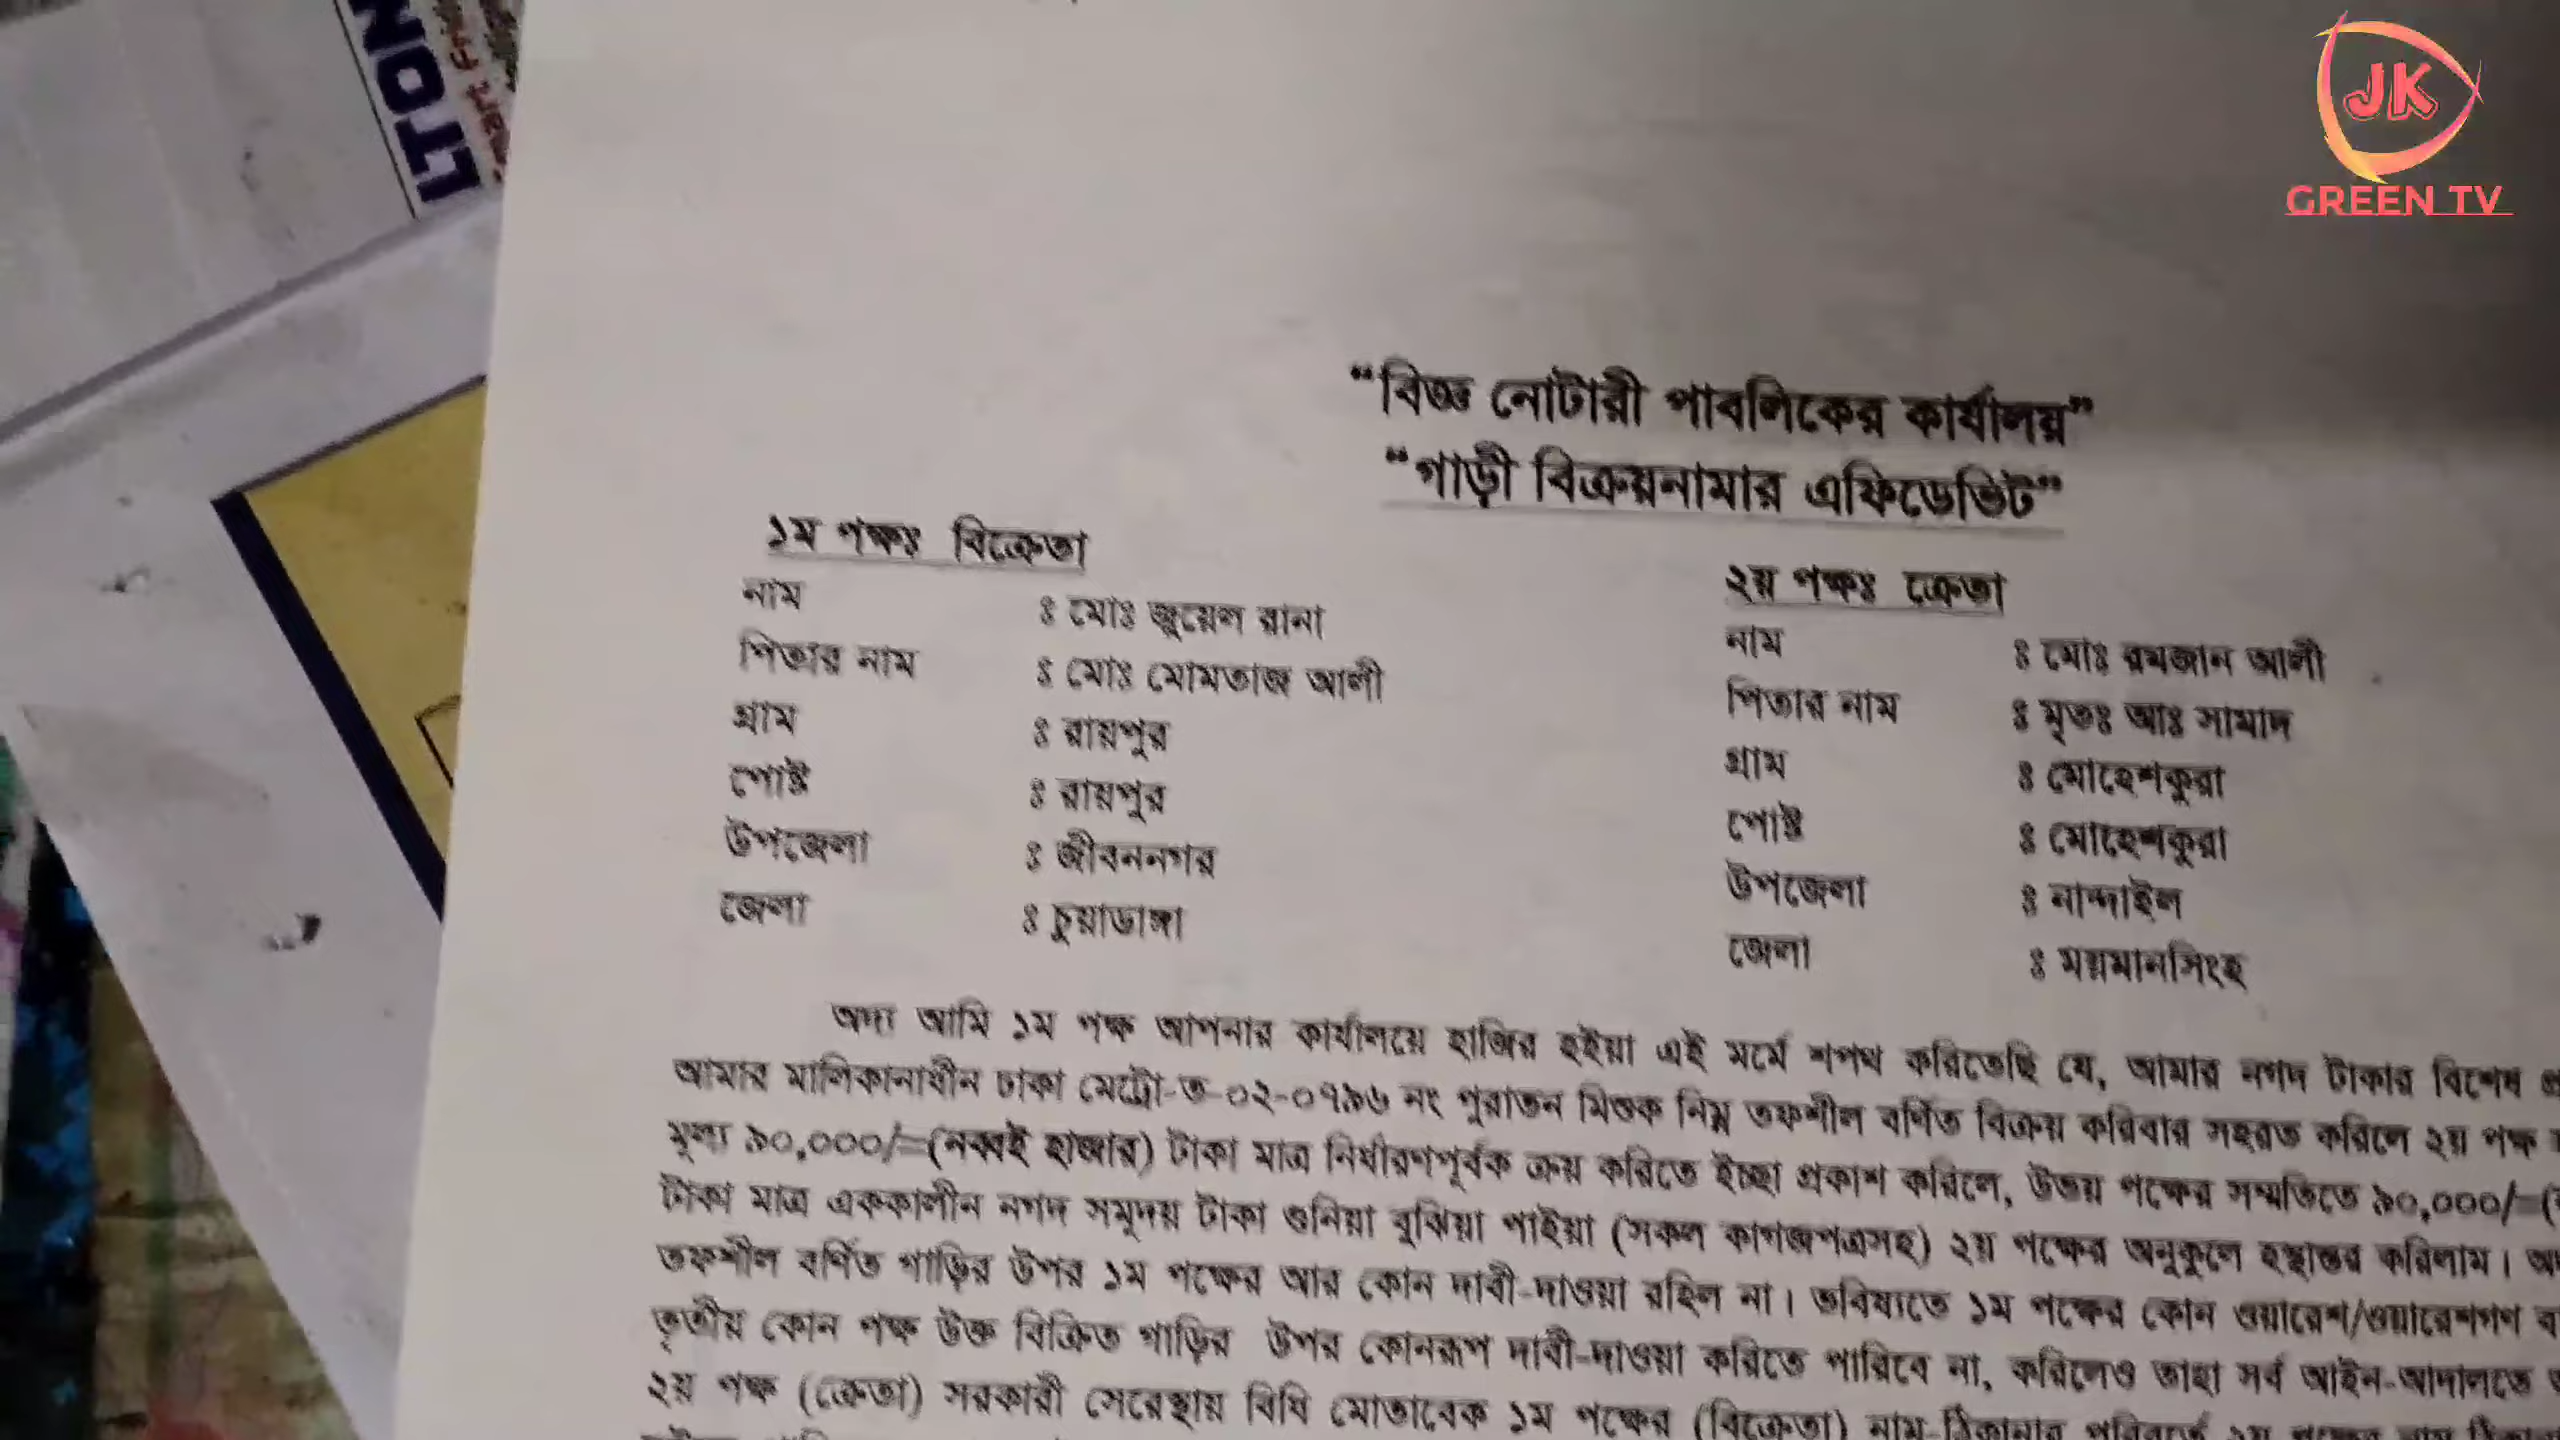 LTON
JK
GREEN TV
“বিজ্ঞ নোটারী পাবলিকের কার্যালয়”
“গাড়ী বিক্রয়নামার এফিডেভিট”
১ম পক্ষঃ বিক্রেতা
নাম ঃ মোঃ জুয়েল রানা
পিতার নাম ঃ মোঃ মোমতাজ আলী
গ্রাম ঃ রায়পুর
পোষ্ট ঃ রায়পুর
উপজেলা ঃ জীবননগর
জেলা ঃ চুয়াডাঙ্গা
২য় পক্ষঃ ক্রেতা
নাম ঃ মোঃ রমজান আলী
পিতার নাম ঃ মৃতঃ আঃ সামাদ
গ্রাম ঃ মোহেশকুরা
পোষ্ট ঃ মোহেশকুরা
উপজেলা ঃ নান্দাইল
জেলা ঃ ময়মানসিংহ
অদ্য আমি ১ম পক্ষ আপনার কার্যালয়ে হাজির হইয়া এই মর্মে শপথ করিতেছি যে, আমার নগদ টাকার বিশেষ
আমার মালিকানাধীন ঢাকা মেট্রো-ত-০২-০৭৯৬ নং পুরাতন মিশুক নিম্ন তফশীল বর্ণিত বিক্রয় করিবার সহরত করিলে ২য় পক্ষ
মূল্য ৯০,০০০/=(নব্বই হাজার) টাকা মাত্র নির্ধারণপূর্বক ক্রয় করিতে ইচ্ছা প্রকাশ করিলে, উভয় পক্ষের সম্মতিতে ৯০,০০০/=(
টাকা মাত্র এককালীন নগদ সমুদয় টাকা গুনিয়া বুঝিয়া পাইয়া (সকল কাগজপত্রসহ) ২য় পক্ষের অনুকুলে হস্থান্তর করিলাম।
তফশীল বর্ণিত গাড়ির উপর ১ম পক্ষের আর কোন দাবী-দাওয়া রহিল না। ভবিষ্যতে ১ম পক্ষের কোন ওয়ারেশ/ওয়ারেশগণ
তৃতীয় কোন পক্ষ উক্ত বিক্রিত গাড়ির উপর কোনরূপ দাবী-দাওয়া করিতে পারিবে না, করিলেও তাহা সর্ব আইন-আদালতে
২য় পক্ষ (ক্রেতা) সরকারী সেরেস্থায় বিধি মোতাবেক ১ম পক্ষের (বিক্রেতা) নাম-ঠিকানার পরিবর্তে